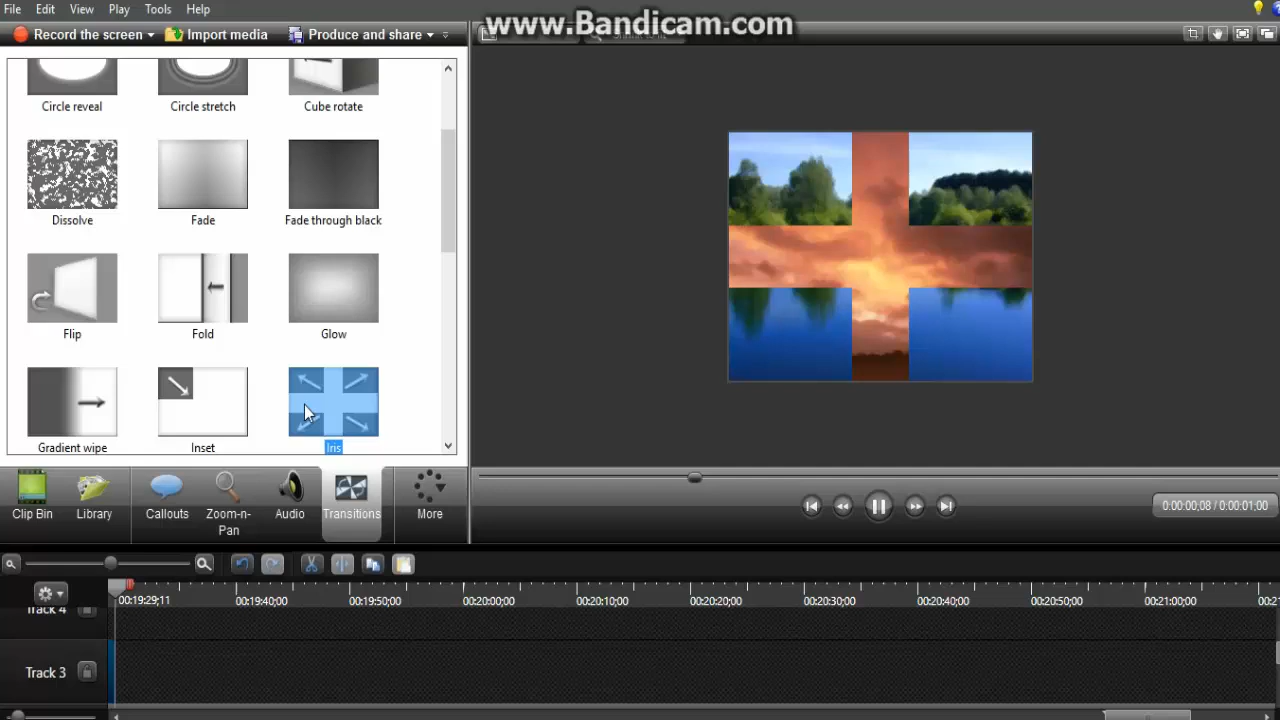 www.Bandicam.com
File Edit View Play Tools Help
Record the screen Import media Produce and share
Circle reveal Circle stretch Cube rotate
Dissolve Fade Fade through black
Flip Fold Glow
Gradient wipe Inset Iris
Clip Bin Library Callouts Zoom-n-Pan Audio Transitions More
0:00:00;08 / 0:00:01;00
00:19:29;11 00:19:40;00 00:19:50;00 00:20:00;00 00:20:10;00 00:20:20;00 00:20:30;00 00:20:40;00 00:20:50;00 00:21:00;00
Track 4
Track 3